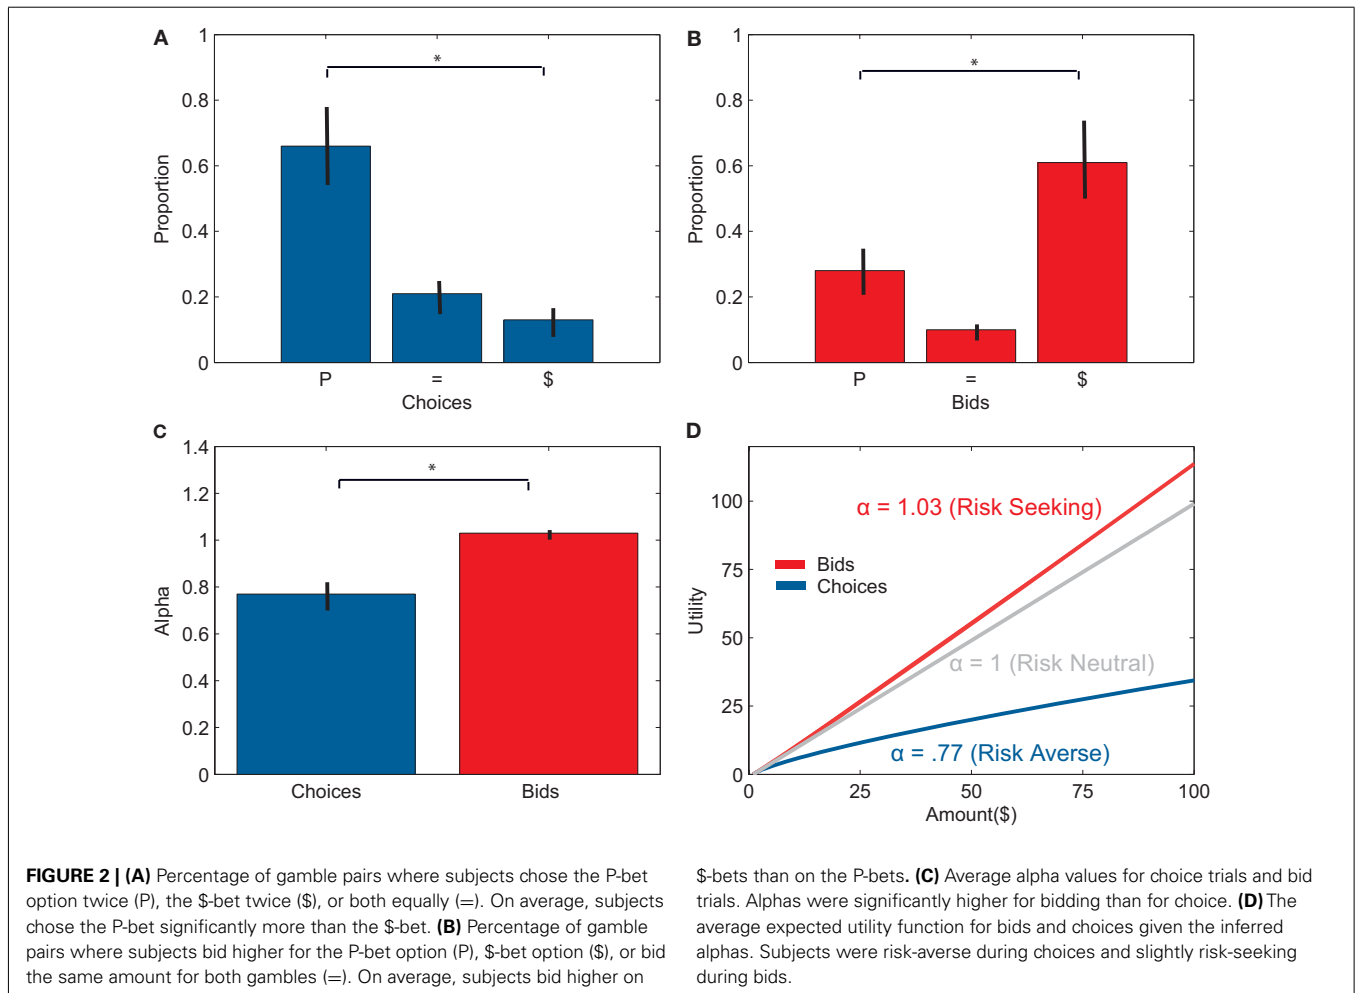 A
1
0.8
0.6
0.4
0.2
0
Proportion
*
P = $
Choices
B
1
0.8
0.6
0.4
0.2
0
Proportion
*
P = $
Bids
C
1.4
1.2
1
0.8
0.6
0.4
0.2
0
Alpha
*
Choices Bids
D
100
75
50
25
0
Utility
α = 1.03 (Risk Seeking)
Bids
Choices
α = 1 (Risk Neutral)
α = .77 (Risk Averse)
0 25 50 75 100
Amount($)
FIGURE 2 | (A) Percentage of gamble pairs where subjects chose the P-bet
option twice (P), the $-bet twice ($), or both equally (=). On average, subjects
chose the P-bet significantly more than the $-bet. (B) Percentage of gamble
pairs where subjects bid higher for the P-bet option (P), $-bet option ($), or bid
the same amount for both gambles (=). On average, subjects bid higher on
$-bets than on the P-bets. (C) Average alpha values for choice trials and bid
trials. Alphas were significantly higher for bidding than for choice. (D) The
average expected utility function for bids and choices given the inferred
alphas. Subjects were risk-averse during choices and slightly risk-seeking
during bids.